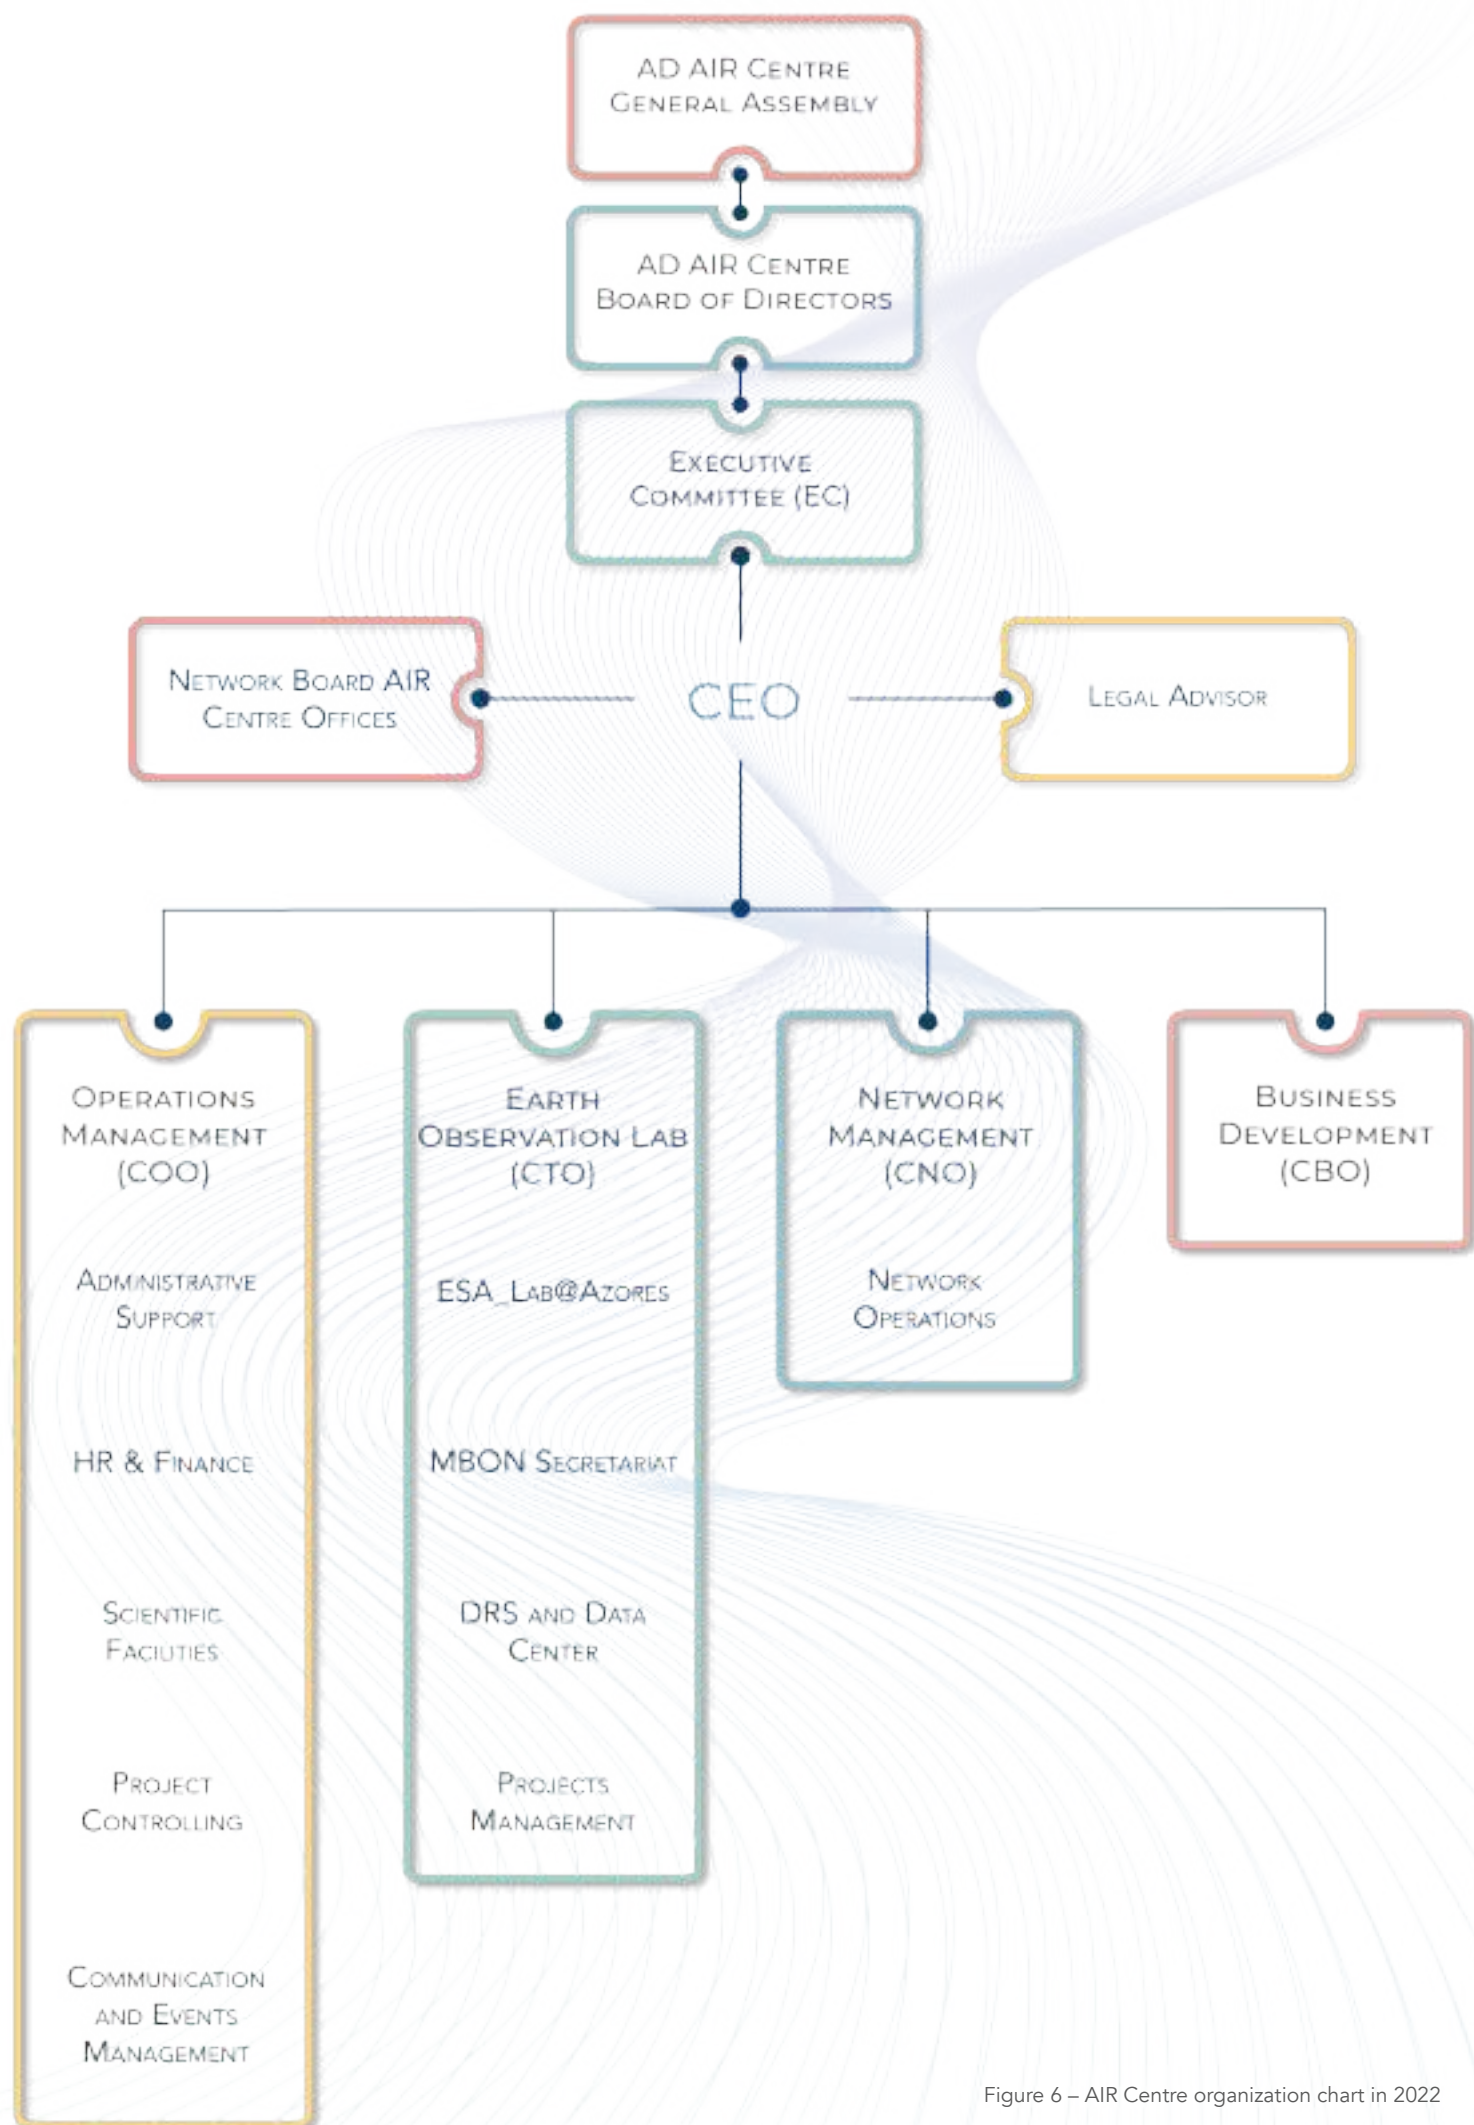 AD AIR CENTRE
GENERAL ASSEMBLY
AD AIR CENTRE
BOARD OF DIRECTORS
EXECUTIVE
COMMITTEE (EC)
NETWORK BOARD AIR
CENTRE OFFICES
CEO
LEGAL ADVISOR
OPERATIONS
MANAGEMENT
(COO)
ADMINISTRATIVE
SUPPORT
HR & FINANCE
SCIENTIFIC
FACILITIES
PROJECT
CONTROLLING
COMMUNICATION
AND EVENTS
MANAGEMENT
EARTH
OBSERVATION LAB
(CTO)
ESA_LAB@AZORES
MBON SECRETARIAT
DRS AND DATA
CENTER
PROJECTS
MANAGEMENT
NETWORK
MANAGEMENT
(CNO)
NETWORK
OPERATIONS
BUSINESS
DEVELOPMENT
(CBO)
Figure 6 – AIR Centre organization chart in 2022